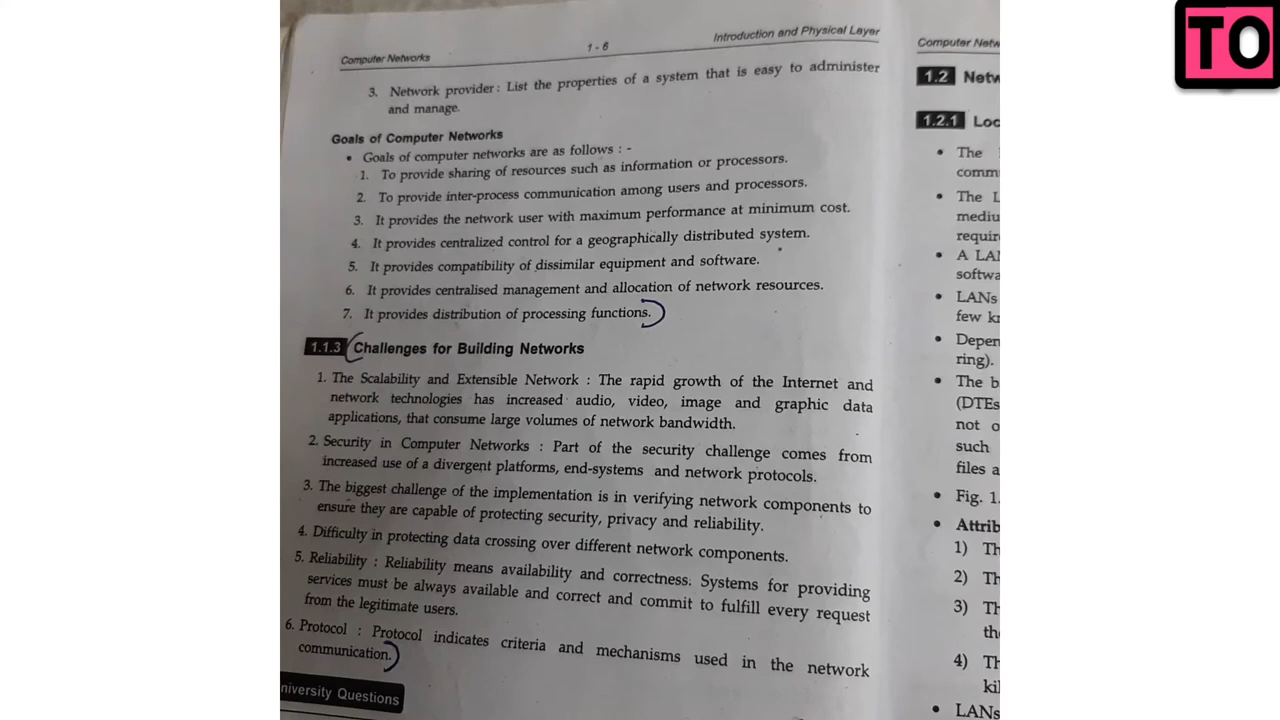 TO
Computer Networks 1 - 6 Introduction and Physical Layer
3. Network provider : List the properties of a system that is easy to administer
and manage.
Goals of Computer Networks
• Goals of computer networks are as follows : -
1. To provide sharing of resources such as information or processors.
2. To provide inter-process communication among users and processors.
3. It provides the network user with maximum performance at minimum cost.
4. It provides centralized control for a geographically distributed system.
5. It provides compatibility of dissimilar equipment and software.
6. It provides centralised management and allocation of network resources.
7. It provides distribution of processing functions.
1.1.3 Challenges for Building Networks
1. The Scalability and Extensible Network : The rapid growth of the Internet and
network technologies has increased audio, video, image and graphic data
applications, that consume large volumes of network bandwidth.
2. Security in Computer Networks : Part of the security challenge comes from
increased use of a divergent platforms, end-systems and network protocols.
3. The biggest challenge of the implementation is in verifying network components to
ensure they are capable of protecting security, privacy and reliability.
4. Difficulty in protecting data crossing over different network components.
5. Reliability : Reliability means availability and correctness. Systems for providing
services must be always available and correct and commit to fulfill every request
from the legitimate users.
6. Protocol : Protocol indicates criteria and mechanisms used in the network
communication.
niversity Questions
Computer Netw
1.2 Netw
1.2.1 Loc
• The
comm
• The L
mediu
requir
• A LAN
softwa
• LANs
few k
• Depen
ring).
• The b
(DTEs
not o
such
files a
• Fig. 1.
• Attrib
1) Th
2) Th
3) Th
the
4) Th
kil
• LANs